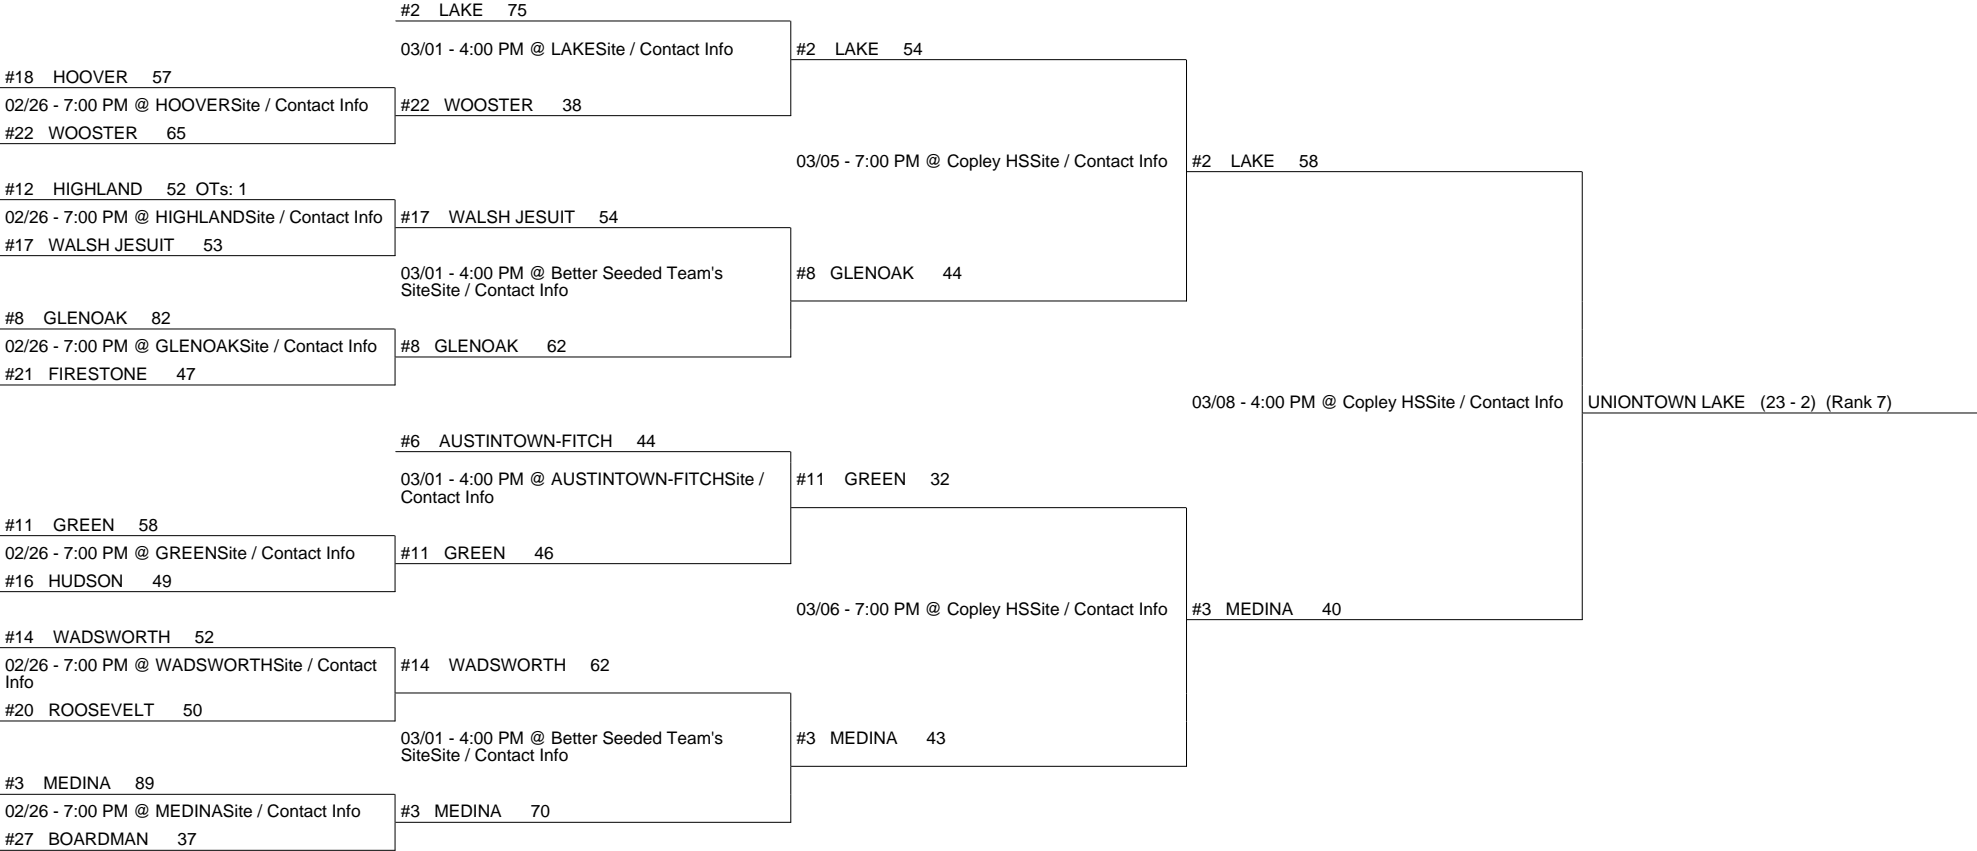 #2 LAKE 75
03/01 - 4:00 PM @ LAKESite / Contact Info
#2 LAKE 54
#18 HOOVER 57
02/26 - 7:00 PM @ HOOVERSite / Contact Info
#22 WOOSTER 38
#22 WOOSTER 65
03/05 - 7:00 PM @ Copley HSSite / Contact Info
#2 LAKE 58
#12 HIGHLAND 52 OTs: 1
02/26 - 7:00 PM @ HIGHLANDSite / Contact Info
#17 WALSH JESUIT 54
#17 WALSH JESUIT 53
03/01 - 4:00 PM @ Better Seeded Team's
SiteSite / Contact Info
#8 GLENOAK 44
#8 GLENOAK 82
02/26 - 7:00 PM @ GLENOAKSite / Contact Info
#8 GLENOAK 62
#21 FIRESTONE 47
03/08 - 4:00 PM @ Copley HSSite / Contact Info
UNIONTOWN LAKE (23 - 2) (Rank 7)
#6 AUSTINTOWN-FITCH 44
03/01 - 4:00 PM @ AUSTINTOWN-FITCHSite /
Contact Info
#11 GREEN 32
#11 GREEN 58
02/26 - 7:00 PM @ GREENSite / Contact Info
#11 GREEN 46
#16 HUDSON 49
03/06 - 7:00 PM @ Copley HSSite / Contact Info
#3 MEDINA 40
#14 WADSWORTH 52
02/26 - 7:00 PM @ WADSWORTHSite / Contact
Info
#14 WADSWORTH 62
#20 ROOSEVELT 50
03/01 - 4:00 PM @ Better Seeded Team's
SiteSite / Contact Info
#3 MEDINA 43
#3 MEDINA 89
02/26 - 7:00 PM @ MEDINASite / Contact Info
#3 MEDINA 70
#27 BOARDMAN 37